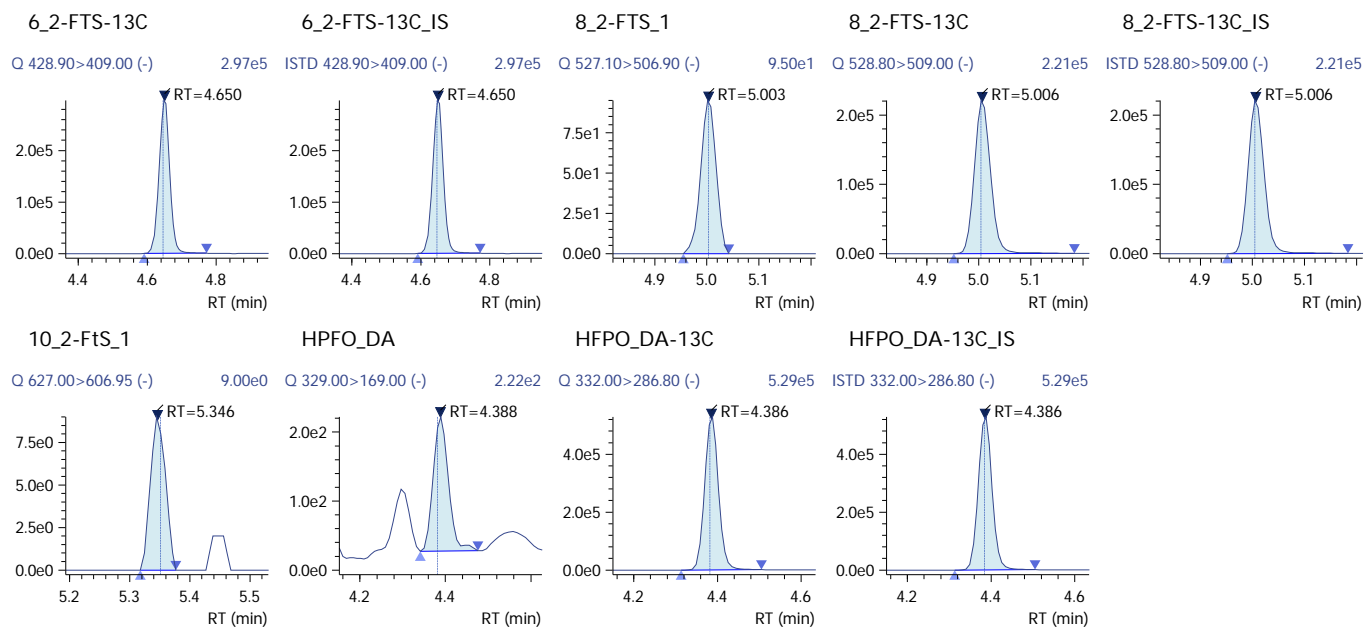 6_2-FTS-13C 6_2-FTS-13C_IS 8_2-FTS_1 8_2-FTS-13C 8_2-FTS-13C_IS
Q 428.90>409.00 (-) 2.97e5 ISTD 428.90>409.00 (-) 2.97e5 Q 527.10>506.90 (-) 9.50e1 Q 528.80>509.00 (-) 2.21e5 ISTD 528.80>509.00 (-) 2.21e5
RT=4.650 RT=4.650 RT=5.003 RT=5.006 RT=5.006
2.0e5 2.0e5 7.5e1 2.0e5 2.0e5
5.0e1
1.0e5 1.0e5 2.5e1 1.0e5 1.0e5
0.0e0 0.0e0 0.0e0 0.0e0 0.0e0
4.4 4.6 4.8 4.4 4.6 4.8 4.9 5.0 5.1 4.9 5.0 5.1 4.9 5.0 5.1
RT (min) RT (min) RT (min) RT (min) RT (min)
10_2-FtS_1 HPFO_DA HFPO_DA-13C HFPO_DA-13C_IS
Q 627.00>606.95 (-) 9.00e0 Q 329.00>169.00 (-) 2.22e2 Q 332.00>286.80 (-) 5.29e5 ISTD 332.00>286.80 (-) 5.29e5
RT=5.346 RT=4.388 RT=4.386 RT=4.386
7.5e0 2.0e2 4.0e5 4.0e5
5.0e0 1.0e2 2.0e5 2.0e5
2.5e0
0.0e0 0.0e0 0.0e0 0.0e0
5.2 5.3 5.4 5.5 4.2 4.4 4.2 4.4 4.6 4.2 4.4 4.6
RT (min) RT (min) RT (min) RT (min)